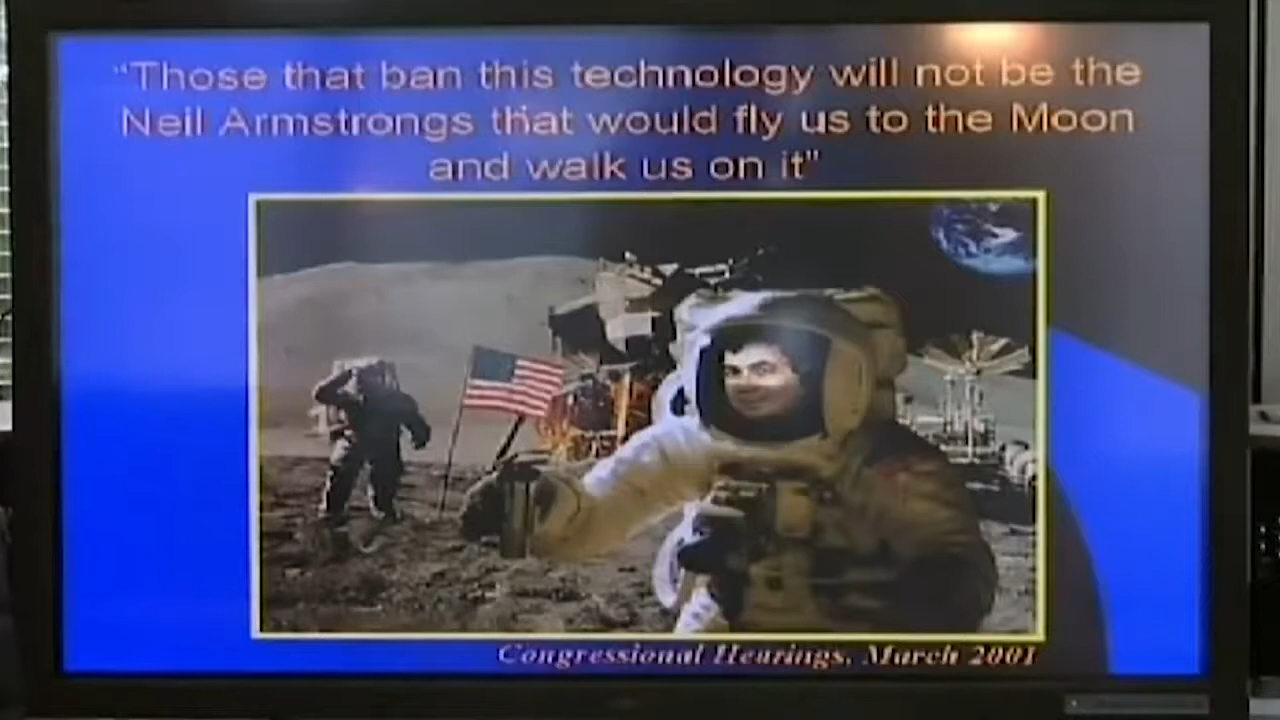 “Those that ban this technology will not be the
Neil Armstrongs that would fly us to the Moon
and walk us on it”
Congressional Hearings, March 2001